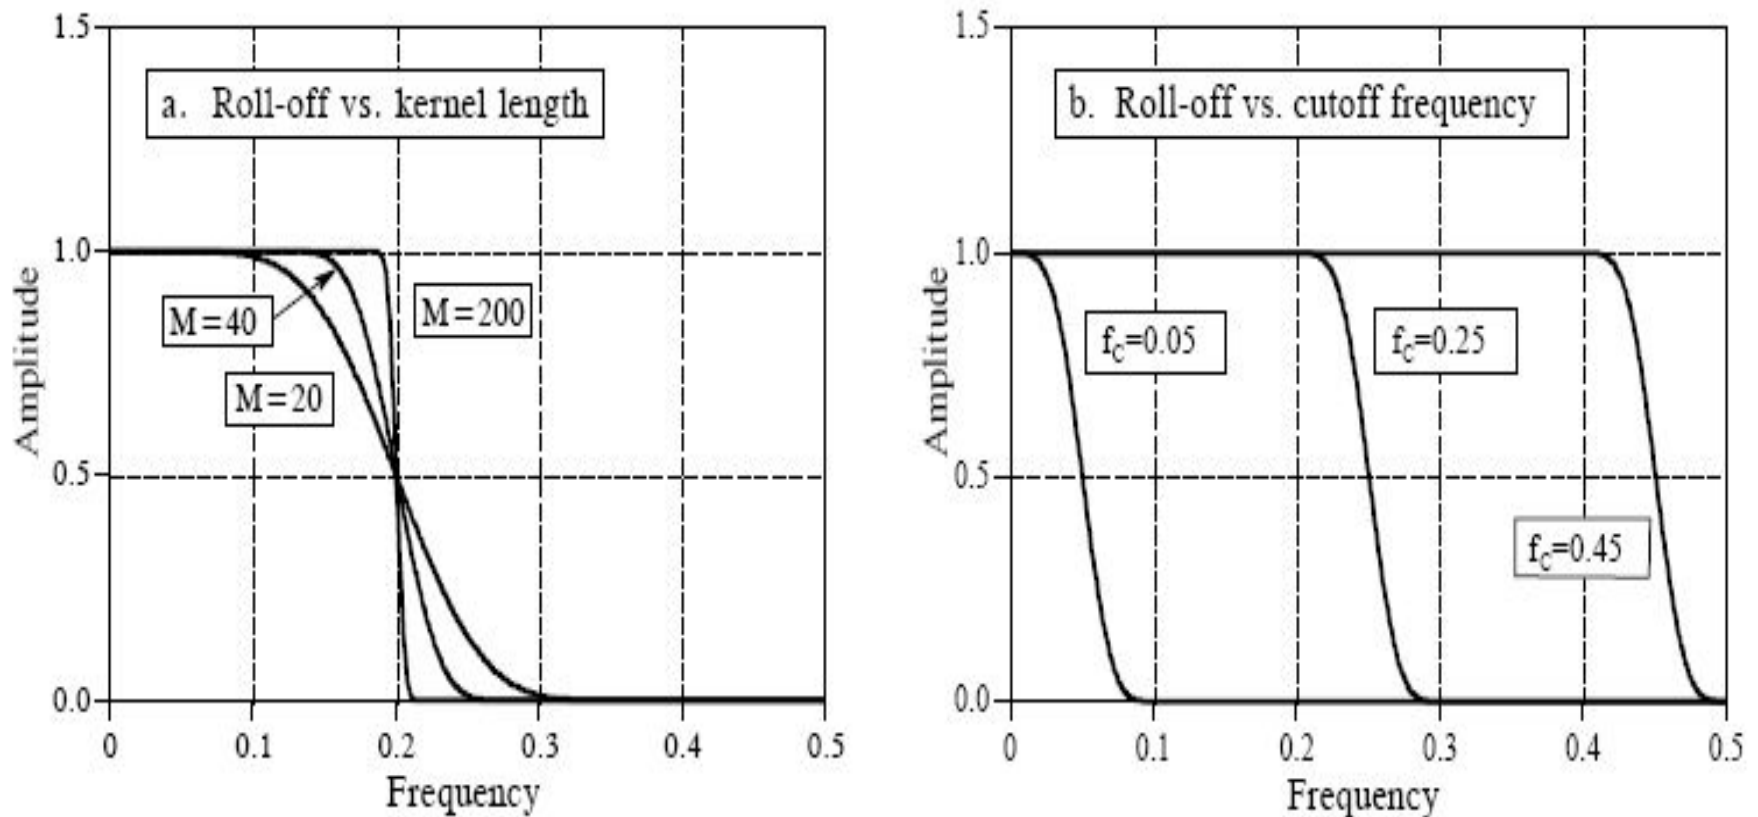 a. Roll-off vs. kernel length
1.5
1.0
0.5
0.0
Amplitude
M=40
M=200
M=20
0 0.1 0.2 0.3 0.4 0.5
Frequency
b. Roll-off vs. cutoff frequency
1.5
1.0
0.5
0.0
Amplitude
f_C=0.05
f_C=0.25
f_C=0.45
0 0.1 0.2 0.3 0.4 0.5
Frequency